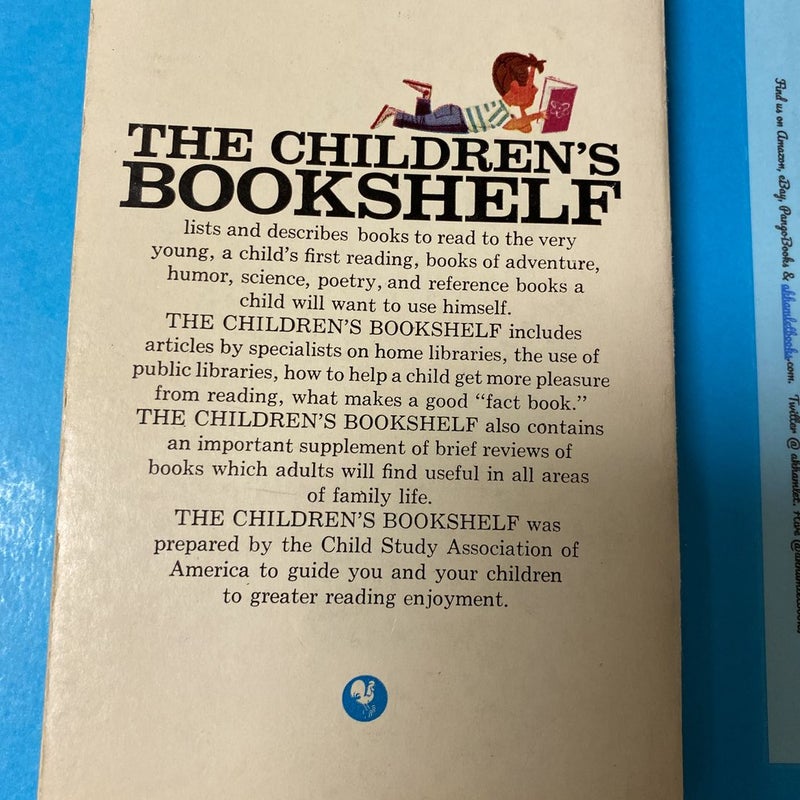 THE CHILDREN'S
BOOKSHELF
lists and describes books to read to the very
young, a child's first reading, books of adventure,
humor, science, poetry, and reference books a
child will want to use himself.
THE CHILDREN'S BOOKSHELF includes
articles by specialists on home libraries, the use of
public libraries, how to help a child get more pleasure
from reading, what makes a good “fact book.”
THE CHILDREN'S BOOKSHELF also contains
an important supplement of brief reviews of
books which adults will find useful in all areas
of family life.
THE CHILDREN'S BOOKSHELF was
prepared by the Child Study Association of
America to guide you and your children
to greater reading enjoyment.
Find us on Amazon, eBay, PangoBooks & akhamletbooks.com. Twitter @ akhamlet.